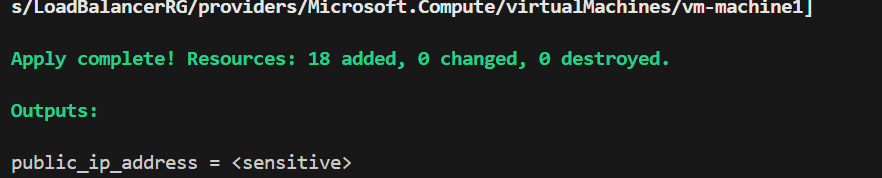 s/LoadBalancerRG/providers/Microsoft.Compute/virtualMachines/vm-machine1]
Apply complete! Resources: 18 added, 0 changed, 0 destroyed.
Outputs:
public_ip_address = <sensitive>